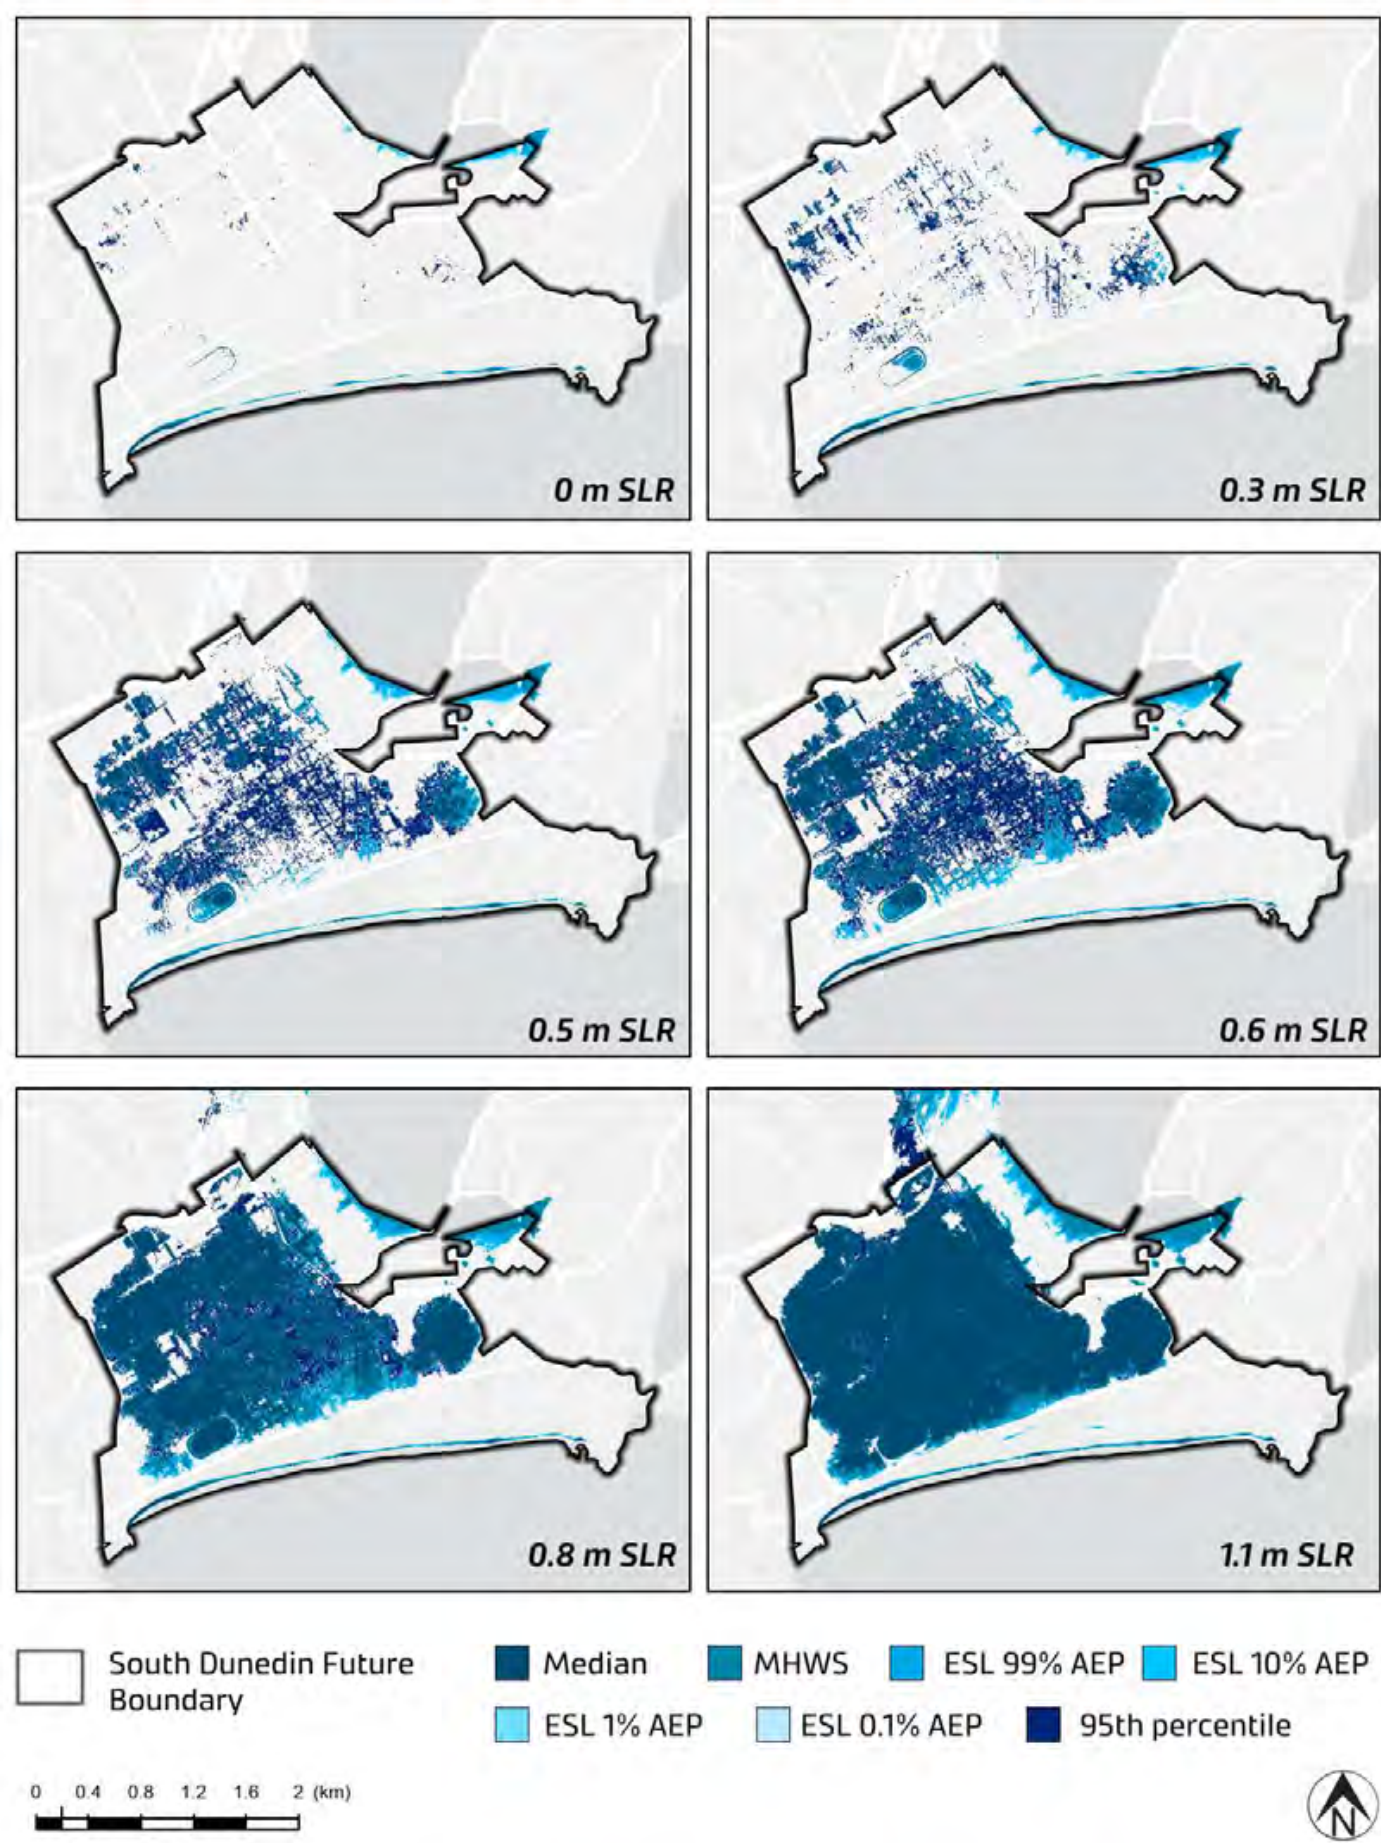 0 m SLR
0.3 m SLR
0.5 m SLR
0.6 m SLR
0.8 m SLR
1.1 m SLR
South Dunedin Future
Boundary
Median
MHWS
ESL 99% AEP
ESL 10% AEP
ESL 1% AEP
ESL 0.1% AEP
95th percentile
0 0.4 0.8 1.2 1.6 2 (km)
N